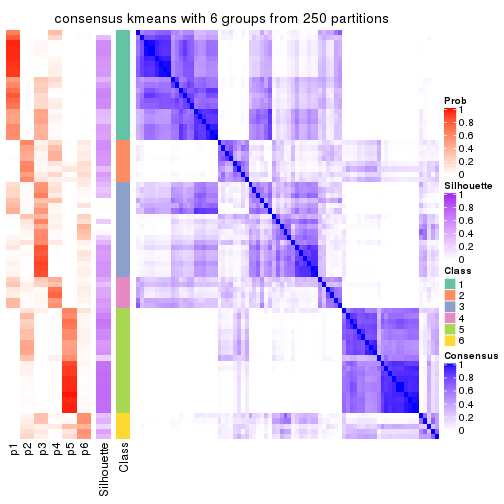 consensus kmeans with 6 groups from 250 partitions
Prob
1
0.8
0.6
0.4
0.2
0
Silhouette
1
0.8
0.6
0.4
0.2
0
Class
1
2
3
4
5
6
Consensus
1
0.8
0.6
0.4
0.2
0
p1
p2
p3
p4
p5
p6
Silhouette
Class